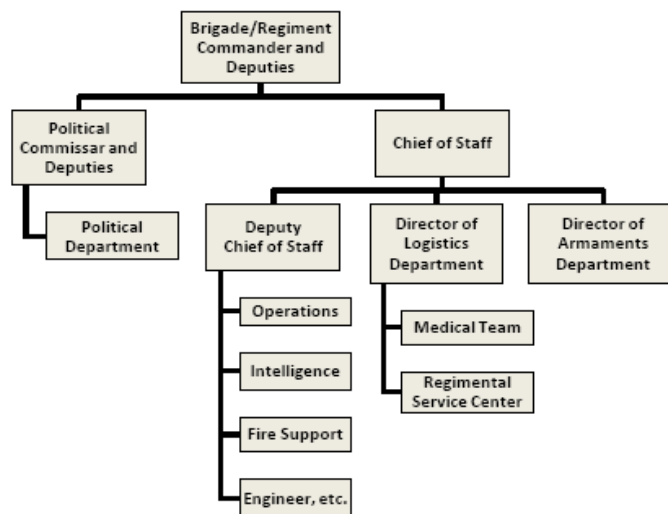 Brigade/Regiment
Commander and
Deputies
Political
Commissar and
Deputies
Chief of Staff
Political
Department
Deputy
Chief of Staff
Director of
Logistics
Department
Director of
Armaments
Department
Operations
Medical Team
Intelligence
Regimental
Service Center
Fire Support
Engineer, etc.